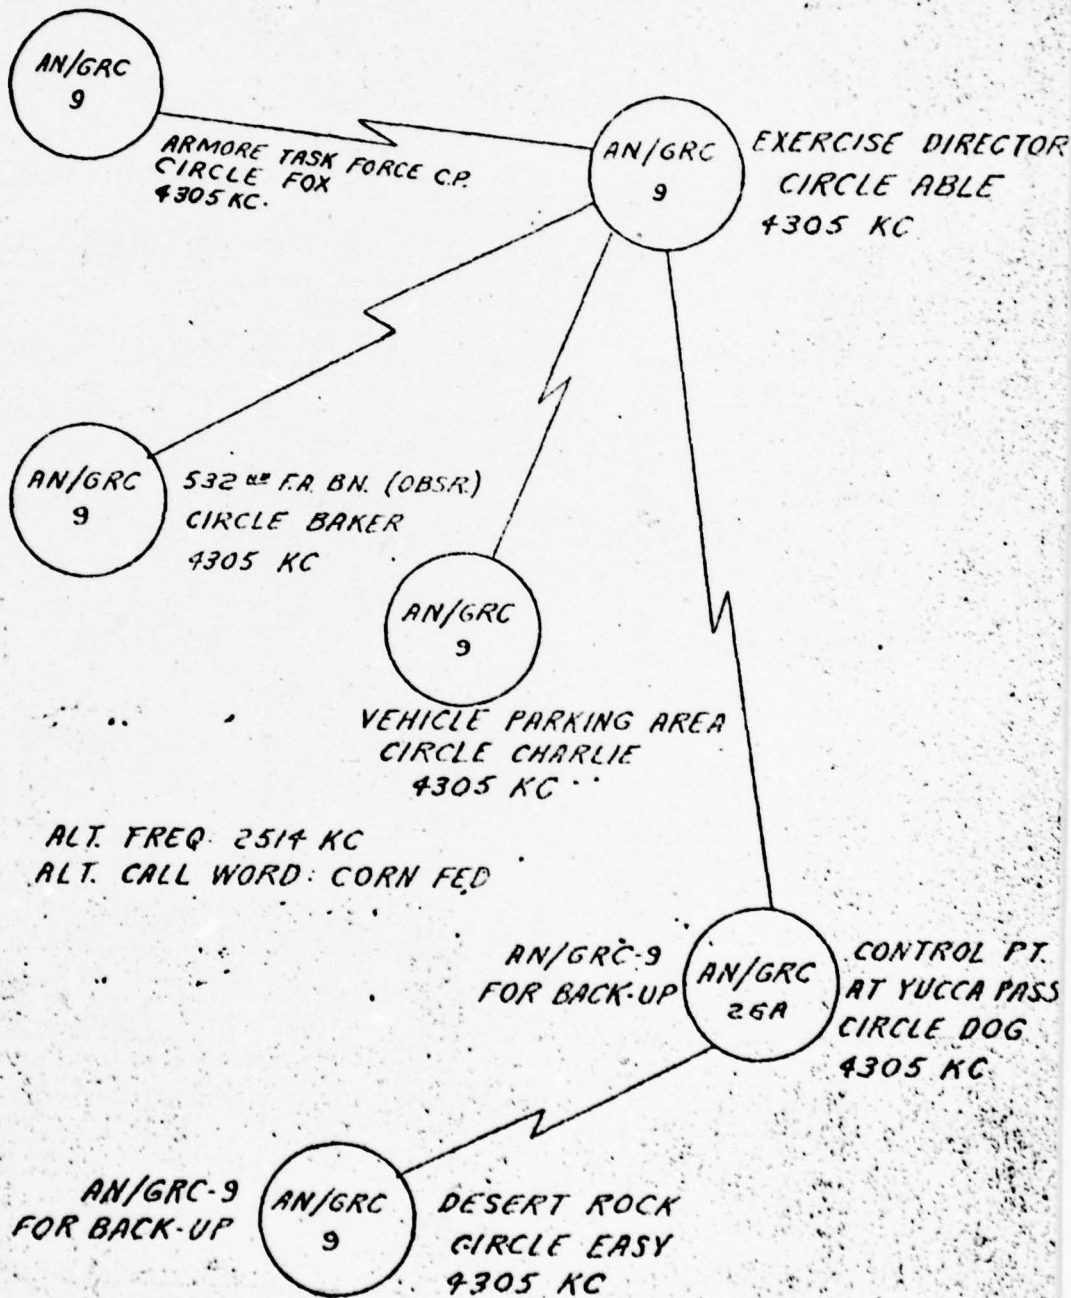 AN/GRC
9
ARMORE TASK FORCE C.P.
CIRCLE FOX
4305 KC.
AN/GRC
9
EXERCISE DIRECTOR
CIRCLE ABLE
4305 KC
AN/GRC
9
532 ND F.A. BN. (OBSR.)
CIRCLE BAKER
4305 KC
AN/GRC
9
VEHICLE PARKING AREA
CIRCLE CHARLIE
4305 KC
ALT. FREQ. 2514 KC
ALT. CALL WORD: CORN FED
AN/GRC-9
FOR BACK-UP
AN/GRC
26A
CONTROL PT.
AT YUCCA PASS
CIRCLE DOG
4305 KC
AN/GRC-9
FOR BACK-UP
AN/GRC
9
DESERT ROCK
CIRCLE EASY
4305 KC